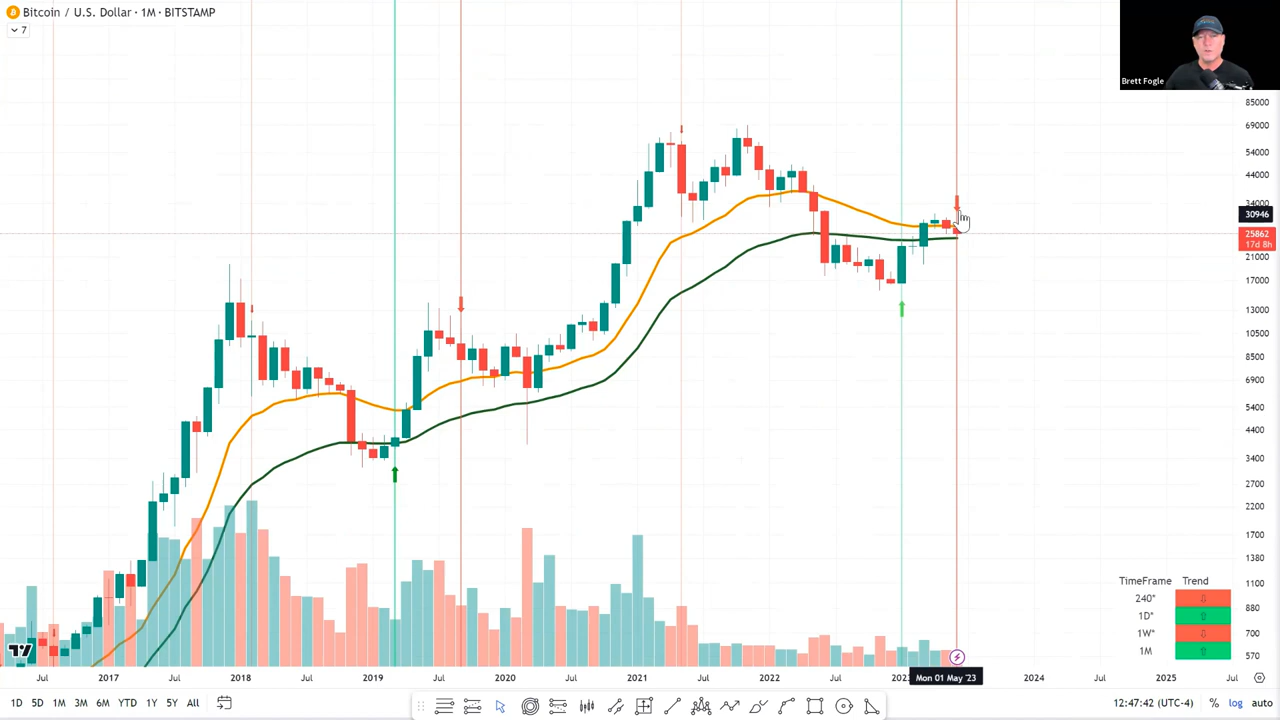 Bitcoin / U.S. Dollar · 1M · BITSTAMP
7
Brett Fogle
85000
69000
54000
44000
34000
30946
25862
17d 8h
21000
17000
13000
10500
8500
6900
5400
4400
3400
2700
2200
1700
1380
1100
880
700
570
TimeFrame Trend
240*
1D*
1W*
1M
Jul 2017 Jul 2018 Jul 2019 Jul 2020 Jul 2021 Jul 2022 Jul 2023 Mon 01 May '23 2024 Jul 2025 Jul
1D 5D 1M 3M 6M YTD 1Y 5Y All
12:47:42 (UTC-4) % log auto